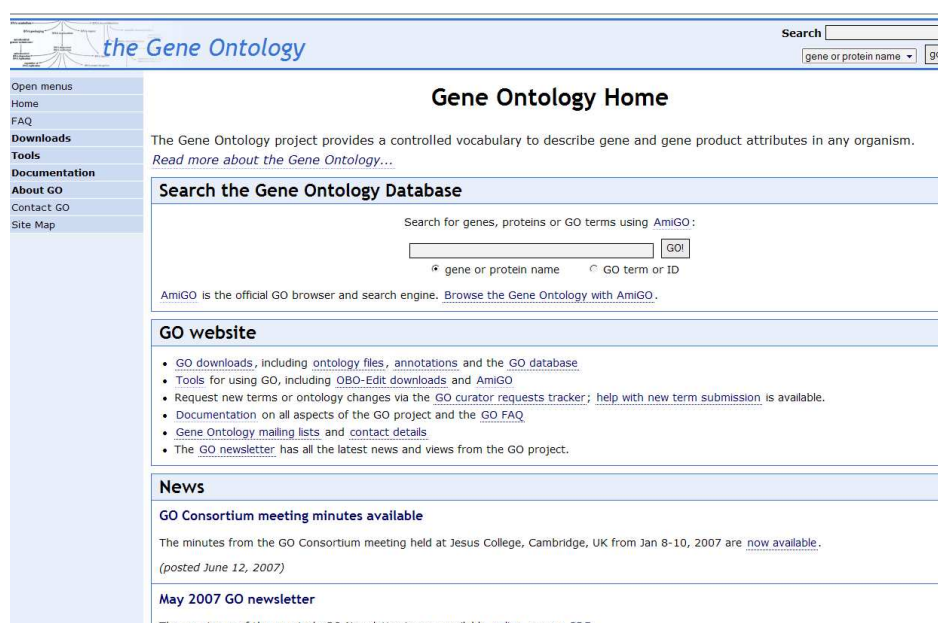 the Gene Ontology
Search
gene or protein name
Open menus
Home
FAQ
Downloads
Tools
Documentation
About GO
Contact GO
Site Map
Gene Ontology Home
The Gene Ontology project provides a controlled vocabulary to describe gene and gene product attributes in any organism.
Read more about the Gene Ontology...
Search the Gene Ontology Database
Search for genes, proteins or GO terms using AmiGO:
GO!
gene or protein name GO term or ID
AmiGO is the official GO browser and search engine. Browse the Gene Ontology with AmiGO.
GO website
• GO downloads, including ontology files, annotations and the GO database
• Tools for using GO, including OBO-Edit downloads and AmiGO
• Request new terms or ontology changes via the GO curator requests tracker; help with new term submission is available.
• Documentation on all aspects of the GO project and the GO FAQ
• Gene Ontology mailing lists and contact details
• The GO newsletter has all the latest news and views from the GO project.
News
GO Consortium meeting minutes available
The minutes from the GO Consortium meeting held at Jesus College, Cambridge, UK from Jan 8-10, 2007 are now available.
(posted June 12, 2007)
May 2007 GO newsletter